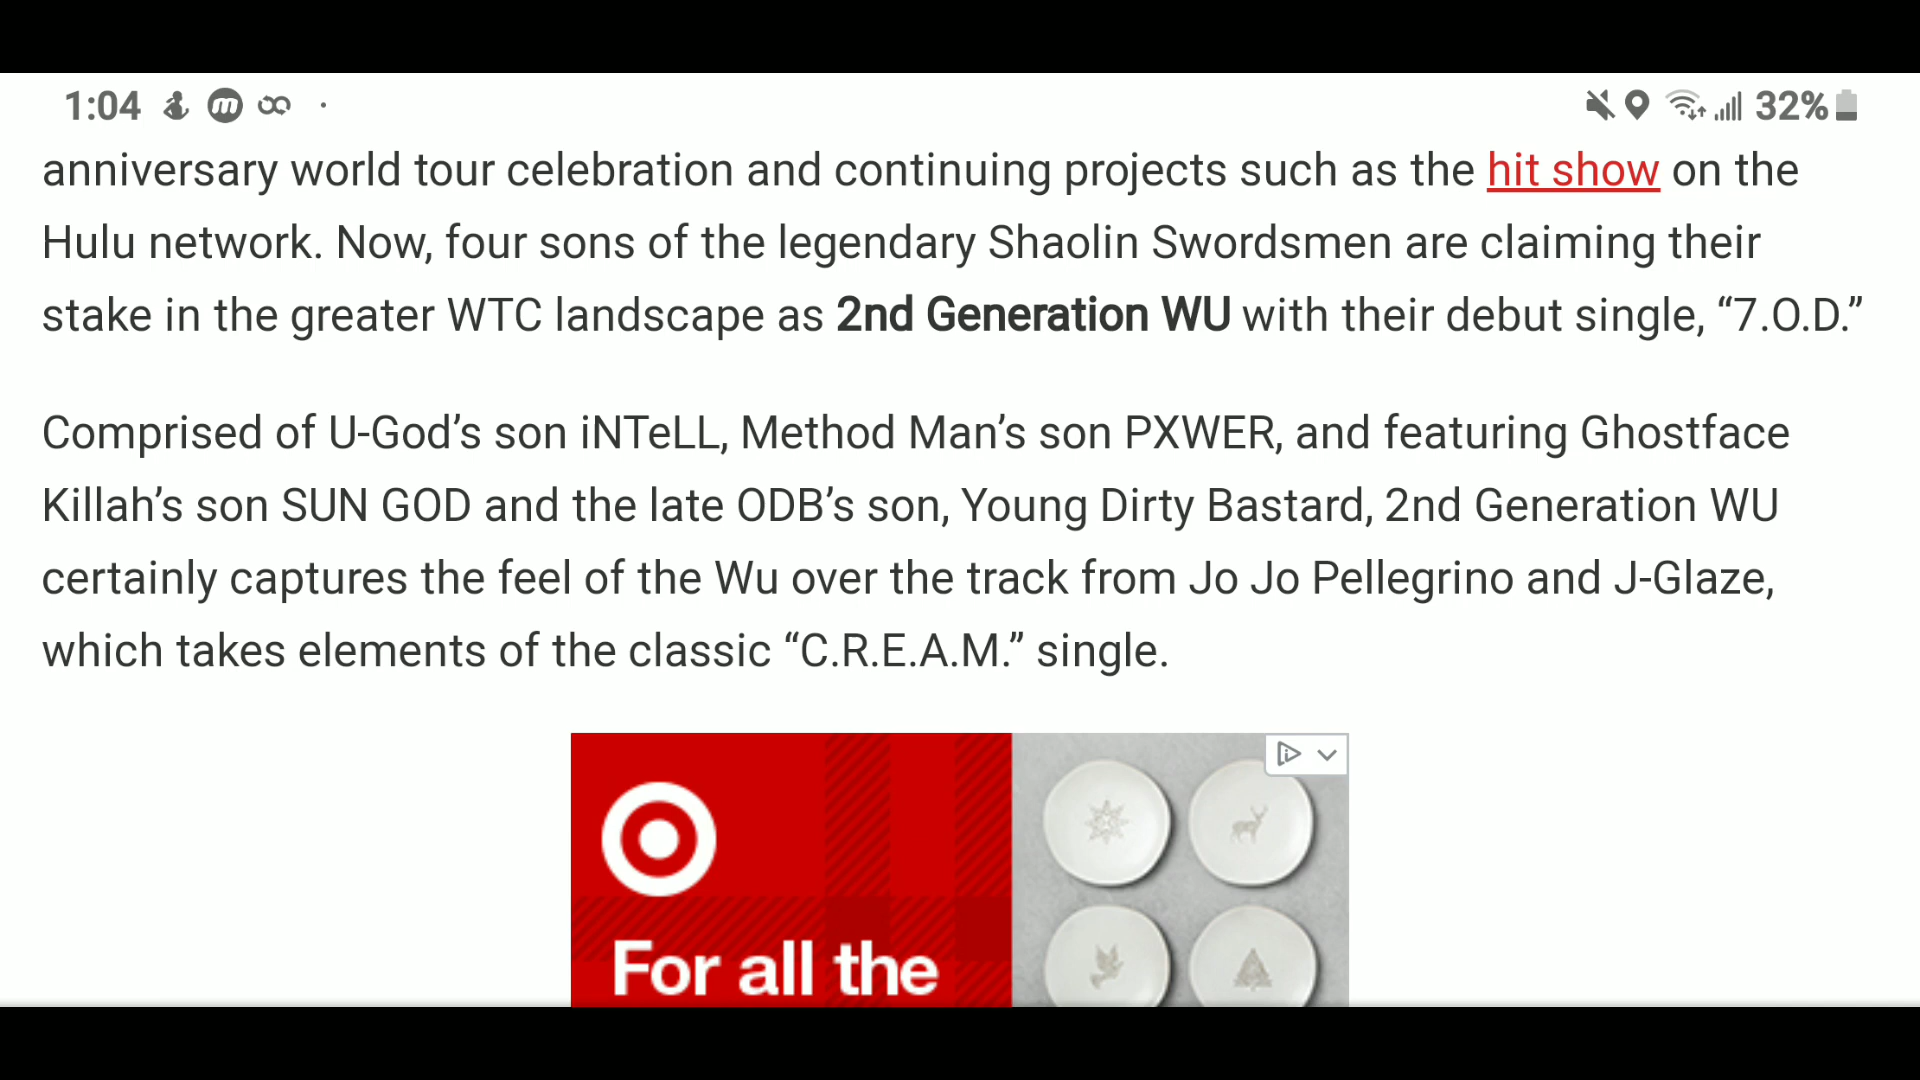 1:04 32%
anniversary world tour celebration and continuing projects such as the hit show on the
Hulu network. Now, four sons of the legendary Shaolin Swordsmen are claiming their
stake in the greater WTC landscape as 2nd Generation WU with their debut single, “7.O.D.”
Comprised of U-God’s son iNTeLL, Method Man’s son PXWER, and featuring Ghostface
Killah’s son SUN GOD and the late ODB’s son, Young Dirty Bastard, 2nd Generation WU
certainly captures the feel of the Wu over the track from Jo Jo Pellegrino and J-Glaze,
which takes elements of the classic “C.R.E.A.M.” single.
For all the